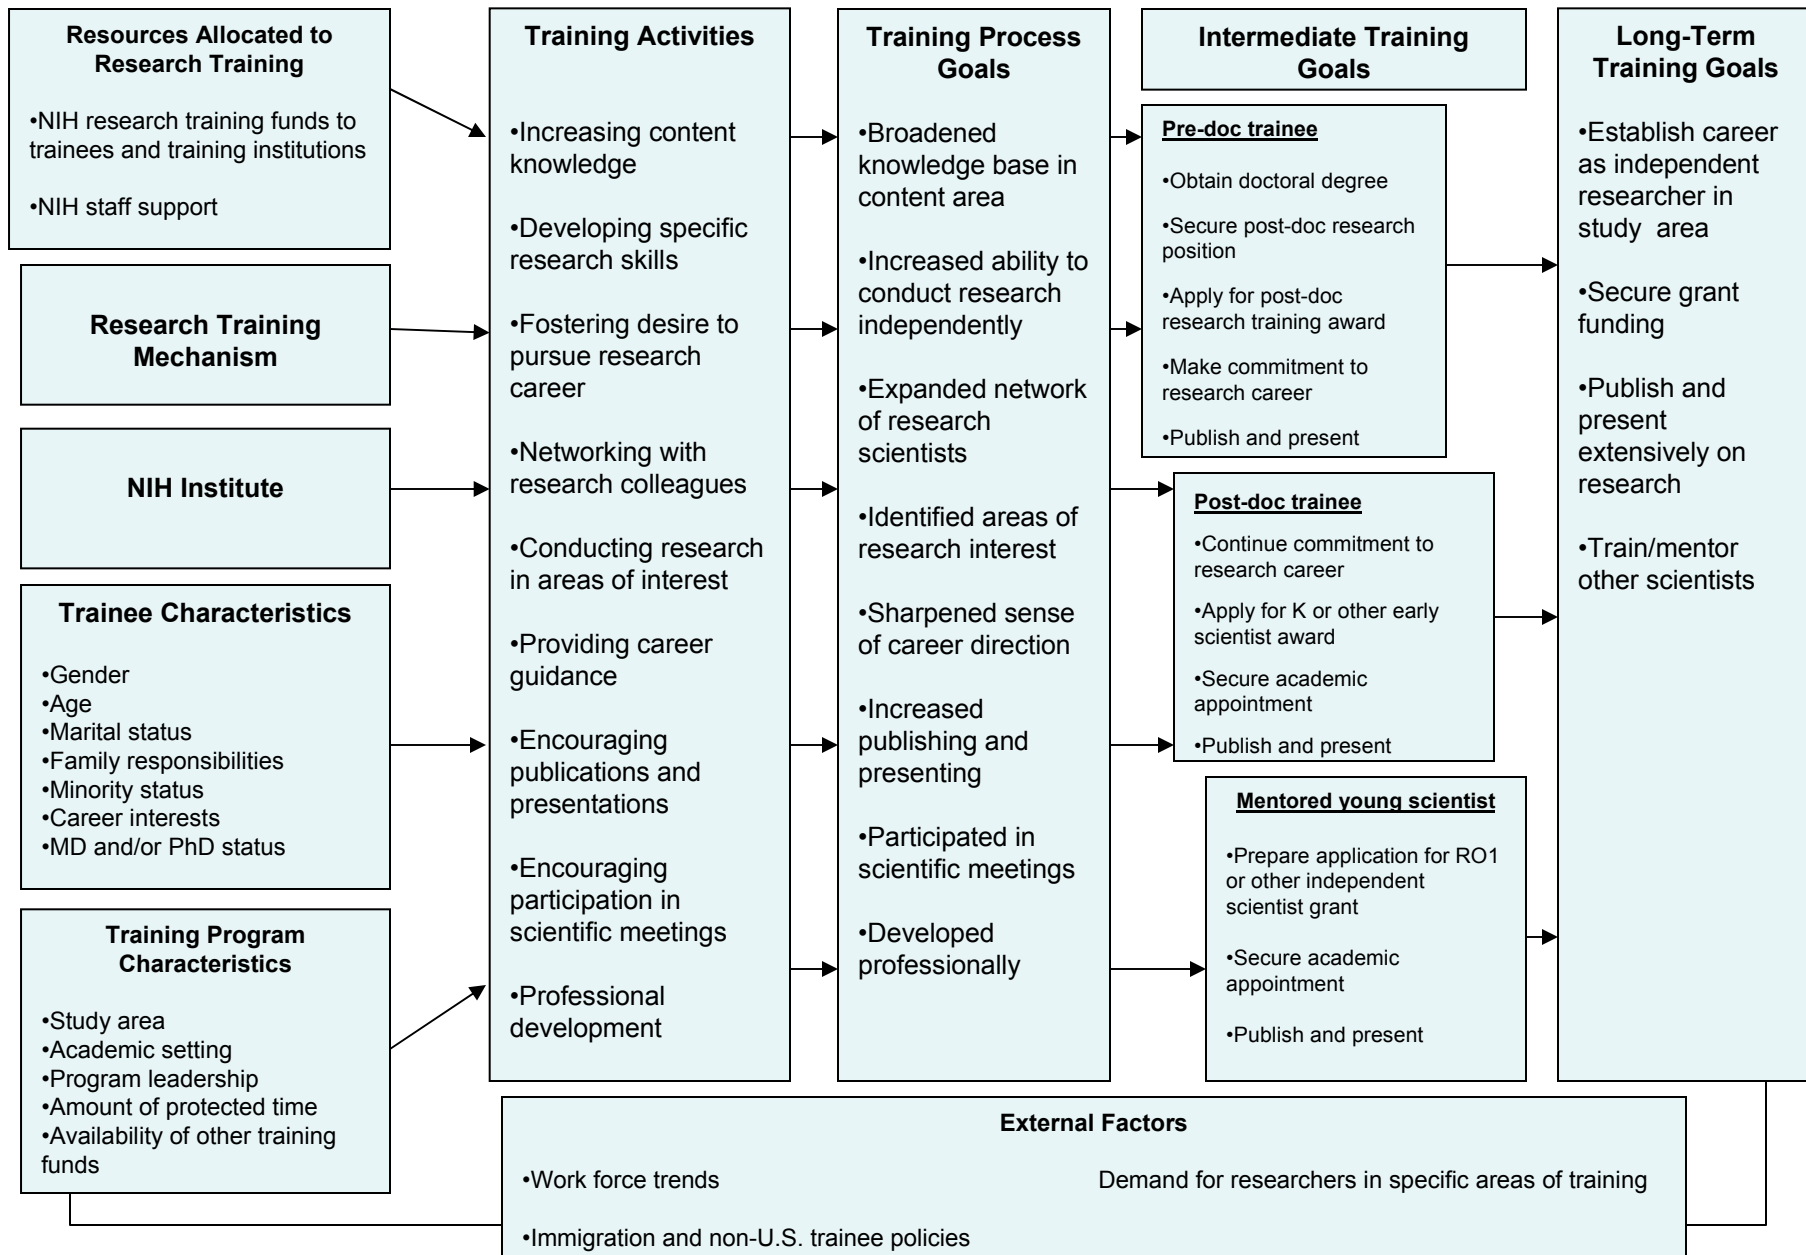 Resources Allocated to
Research Training
•NIH research training funds to
trainees and training institutions
•NIH staff support
Research Training
Mechanism
NIH Institute
Trainee Characteristics
•Gender
•Age
•Marital status
•Family responsibilities
•Minority status
•Career interests
•MD and/or PhD status
Training Program
Characteristics
•Study area
•Academic setting
•Program leadership
•Amount of protected time
•Availability of other training
funds
Training Activities
•Increasing content
knowledge
•Developing specific
research skills
•Fostering desire to
pursue research
career
•Networking with
research colleagues
•Conducting research
in areas of interest
•Providing career
guidance
•Encouraging
publications and
presentations
•Encouraging
participation in
scientific meetings
•Professional
development
Training Process
Goals
•Broadened
knowledge base in
content area
•Increased ability to
conduct research
independently
•Expanded network
of research
scientists
•Identified areas of
research interest
•Sharpened sense
of career direction
•Increased
publishing and
presenting
•Participated in
scientific meetings
•Developed
professionally
Intermediate Training
Goals
Pre-doc trainee
•Obtain doctoral degree
•Secure post-doc research
position
•Apply for post-doc
research training award
•Make commitment to
research career
•Publish and present
Post-doc trainee
•Continue commitment to
research career
•Apply for K or other early
scientist award
•Secure academic
appointment
•Publish and present
Mentored young scientist
•Prepare application for RO1
or other independent
scientist grant
•Secure academic
appointment
•Publish and present
Long-Term
Training Goals
•Establish career
as independent
researcher in
study area
•Secure grant
funding
•Publish and
present
extensively on
research
•Train/mentor
other scientists
External Factors
•Work force trends
Demand for researchers in specific areas of training
•Immigration and non-U.S. trainee policies